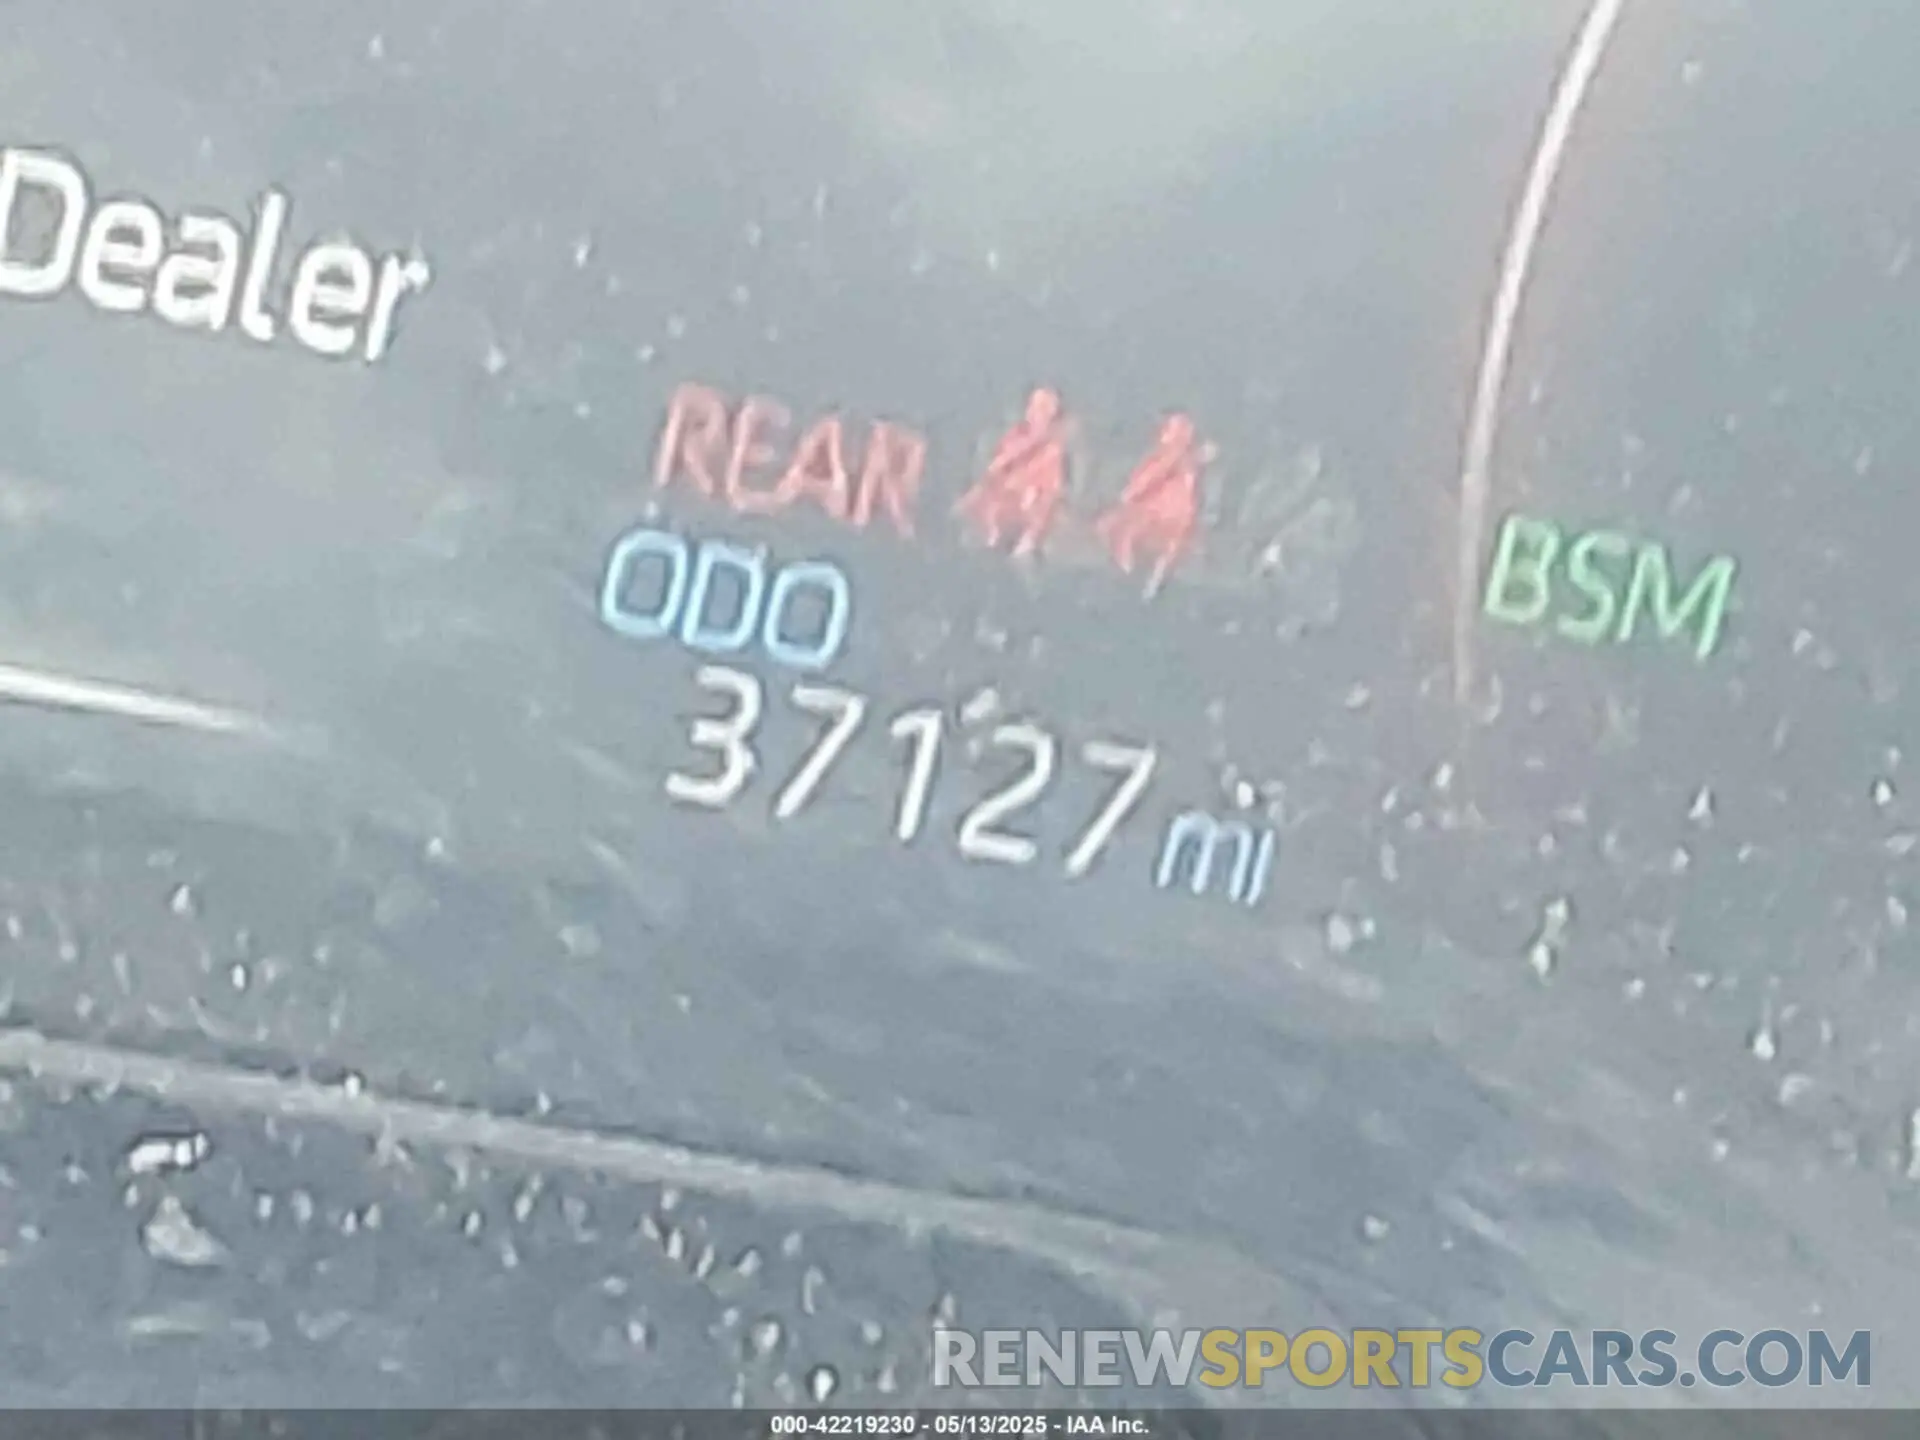 Dealer
REAR
ODO
BSM
37127 mi
RENEWSPORTSCARS.COM
000-42219230 - 05/13/2025 - IAA Inc.